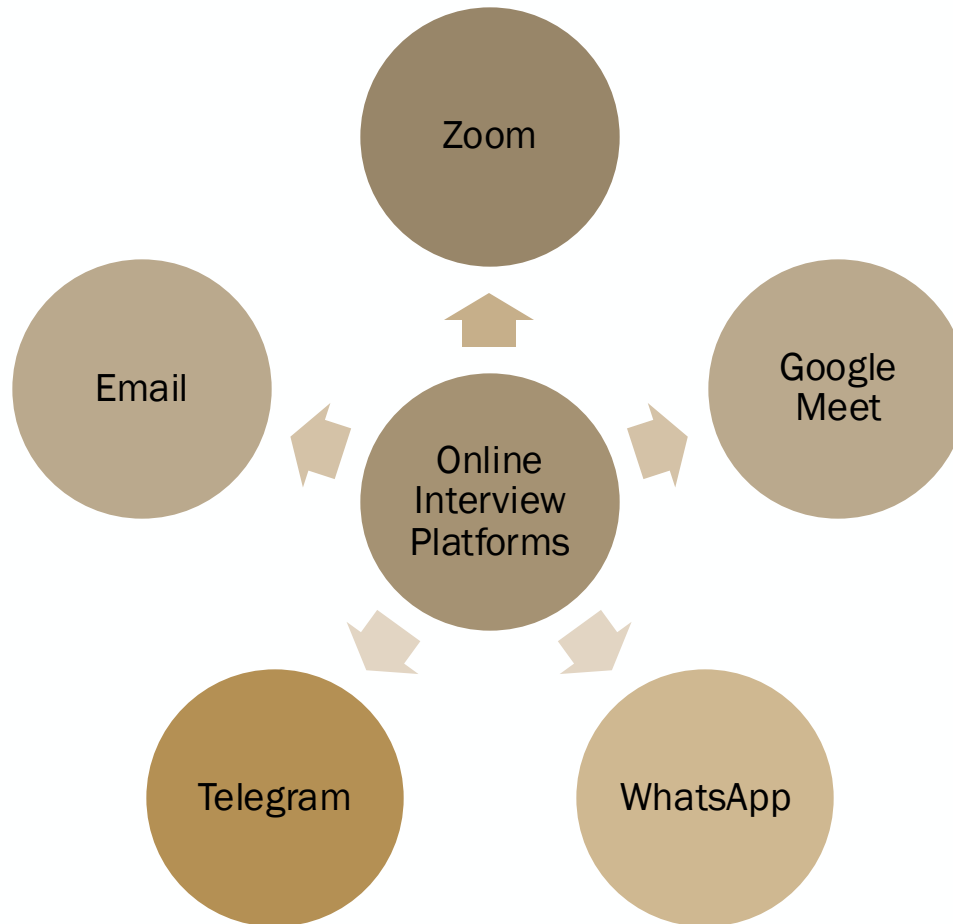 Zoom
Email
Google
Meet
Online
Interview
Platforms
Telegram
WhatsApp